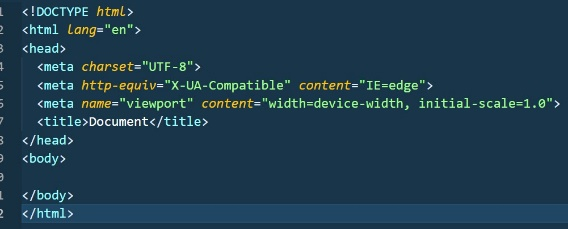 <!DOCTYPE html>
<html lang="en">
<head>
  <meta charset="UTF-8">
  <meta http-equiv="X-UA-Compatible" content="IE=edge">
  <meta name="viewport" content="width=device-width, initial-scale=1.0">
  <title>Document</title>
</head>
<body>

</body>
</html>